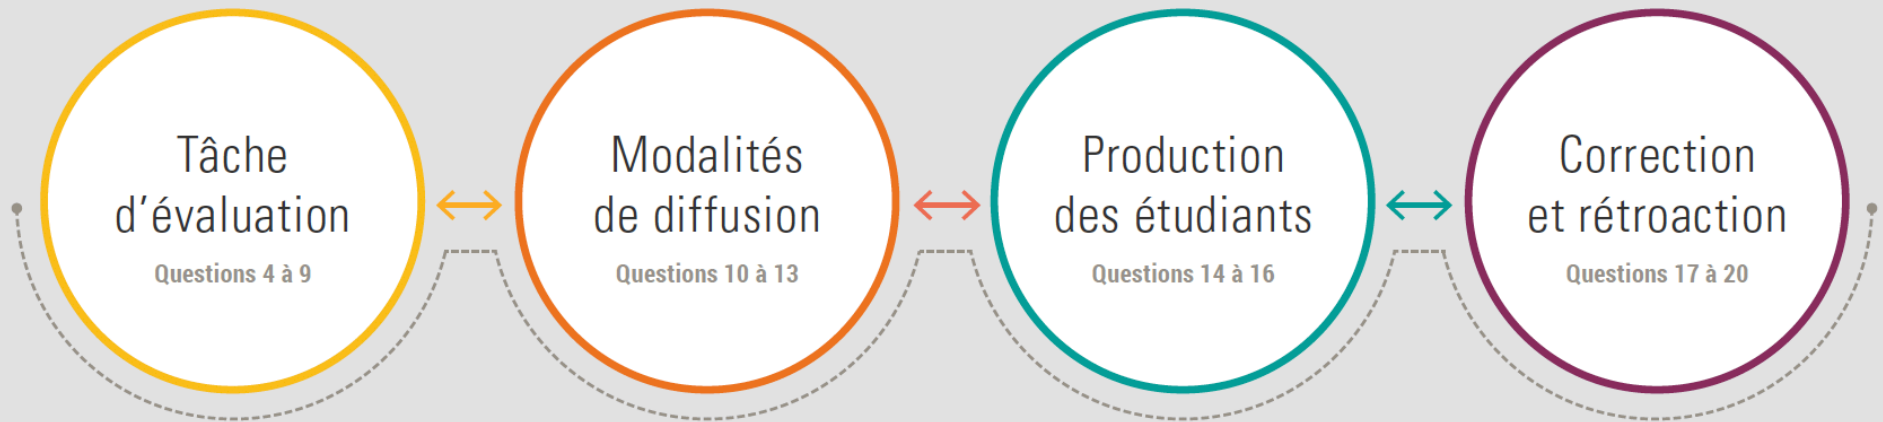 Tâche
d’évaluation
Questions 4 à 9
Modalités
de diffusion
Questions 10 à 13
Production
des étudiants
Questions 14 à 16
Correction
et rétroaction
Questions 17 à 20